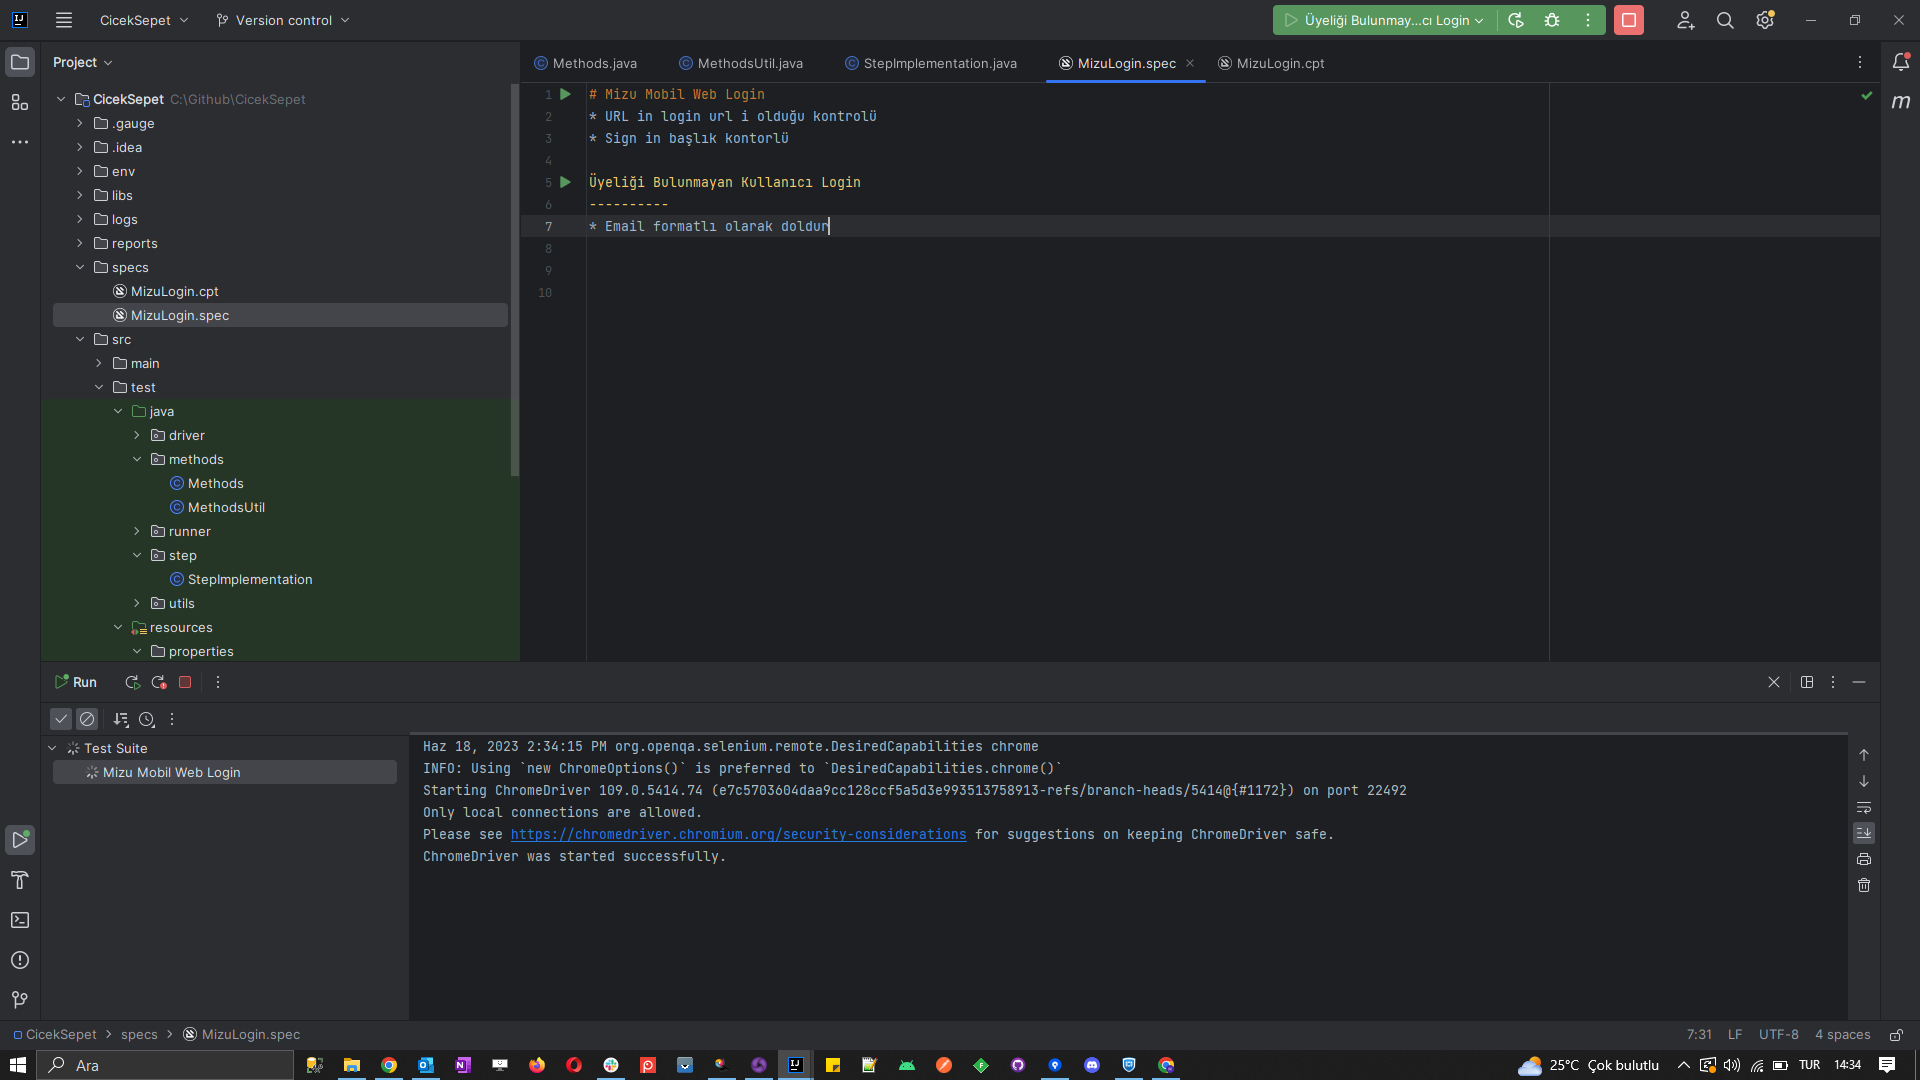 CicekSepet
Version control
Üyeliği Bulunmay...cı Login
Project
CicekSepet C:\Github\CicekSepet
.gauge
.idea
env
libs
logs
reports
specs
MizuLogin.cpt
MizuLogin.spec
src
main
test
java
driver
methods
Methods
MethodsUtil
runner
step
StepImplementation
utils
resources
properties
Methods.java
MethodsUtil.java
StepImplementation.java
MizuLogin.spec
MizuLogin.cpt
1 # Mizu Mobil Web Login
2 * URL in login url i olduğu kontrolü
3 * Sign in başlık kontorlü
4
5 Üyeliği Bulunmayan Kullanıcı Login
6 ----------
7 * Email formatlı olarak doldur
8
9
10
m
Run
Test Suite
Mizu Mobil Web Login
Haz 18, 2023 2:34:15 PM org.openqa.selenium.remote.DesiredCapabilities chrome
INFO: Using `new ChromeOptions()` is preferred to `DesiredCapabilities.chrome()`
Starting ChromeDriver 109.0.5414.74 (e7c5703604daa9cc128ccf5a5d3e993513758913-refs/branch-heads/5414@{#1172}) on port 22492
Only local connections are allowed.
Please see https://chromedriver.chromium.org/security-considerations for suggestions on keeping ChromeDriver safe.
ChromeDriver was started successfully.
CicekSepet > specs > MizuLogin.spec
7:31 LF UTF-8 4 spaces
Ara
25°C Çok bulutlu
TUR 14:34